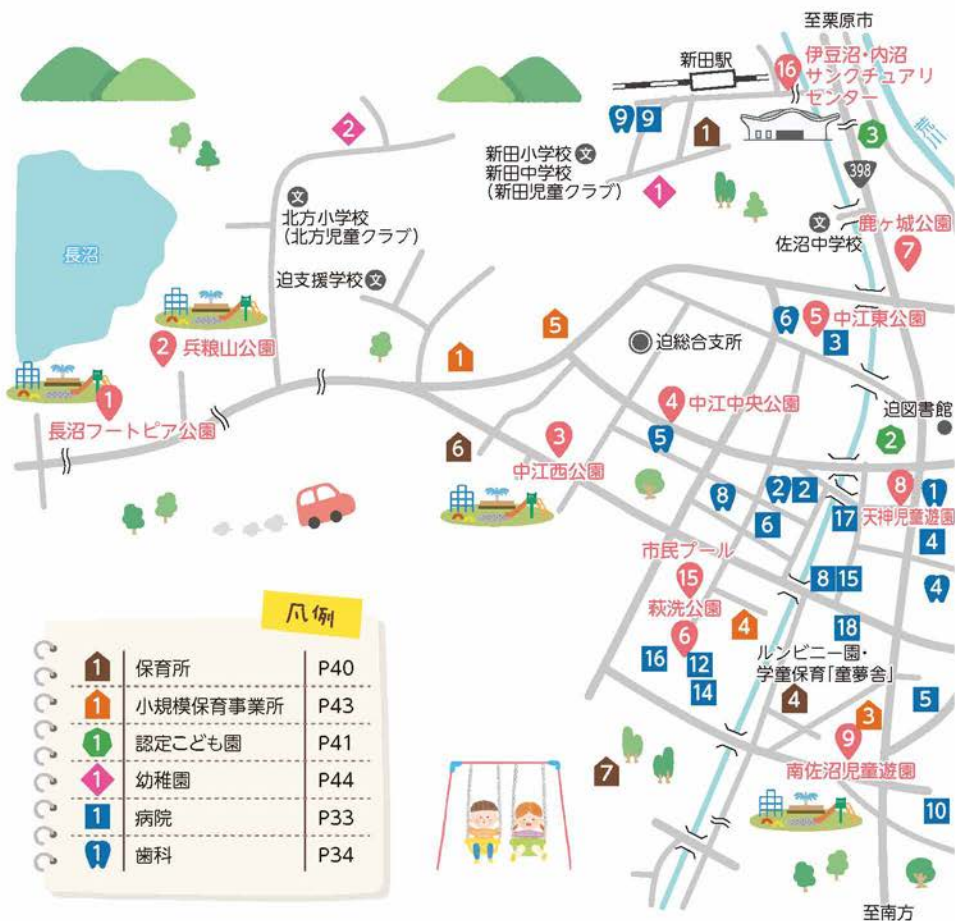 至栗原市
新田駅
16
伊豆沼・内沼
サンクチュアリ
センター
荒川
2
9
9
1
3
新田小学校 文
新田中学校
(新田児童クラブ)
1
398
文
北方小学校
(北方児童クラブ)
文
佐沼中学校
鹿ヶ城公園
7
長沼
迫支援学校 文
2
兵粮山公園
5
1
迫総合支所
6
5
中江東公園
3
1
長沼フートピア公園
4
中江中央公園
迫図書館
2
6
3
中江西公園
5
8
2
2
6
17
8
天神児童遊園
1
4
市民プール
15
萩洗公園
6
8
15
4
4
18
16
12
14
ルンビニー園・
学童保育「童夢舎」
4
3
5
9
南佐沼児童遊園
7
10
至南方
凡例
1 保育所 P40
1 小規模保育事業所 P43
1 認定こども園 P41
1 幼稚園 P44
1 病院 P33
1 歯科 P34